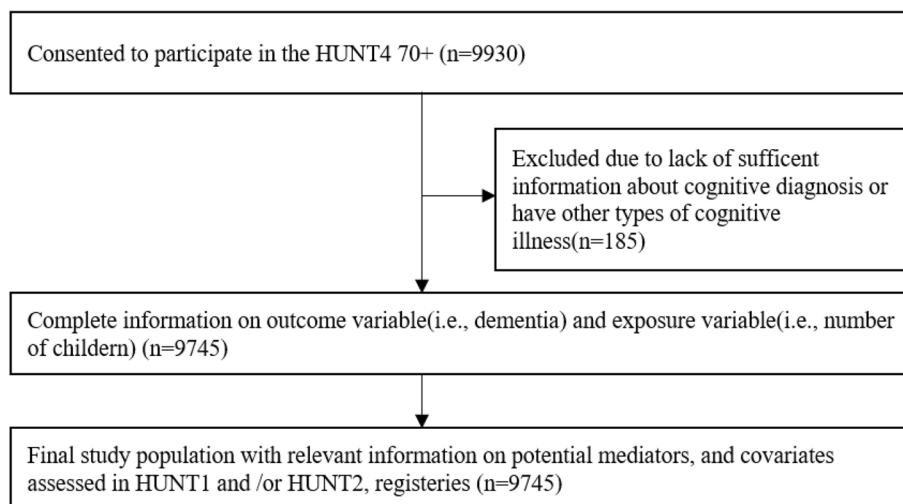 Consented to participate in the HUNT4 70+ (n=9930)
Excluded due to lack of sufficent
information about cognitive diagnosis or
have other types of cognitive
illness(n=185)
Complete information on outcome variable(i.e., dementia) and exposure variable(i.e., number
of childern) (n=9745)
Final study population with relevant information on potential mediators, and covariates
assessed in HUNT1 and /or HUNT2, registeries (n=9745)